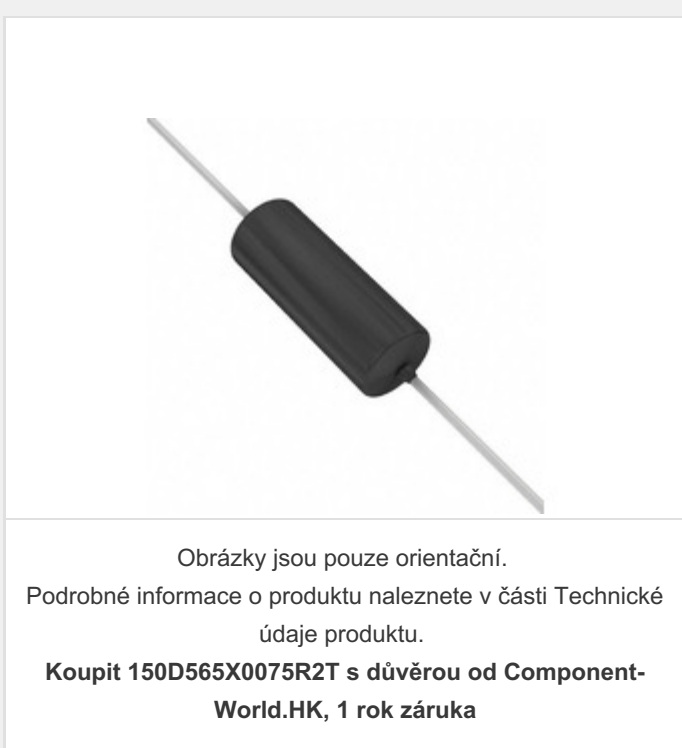 Obrázky jsou pouze orientační.
Podrobné informace o produktu naleznete v části Technické
údaje produktu.
Koupit 150D565X0075R2T s důvěrou od Component-
World.HK, 1 rok záruka